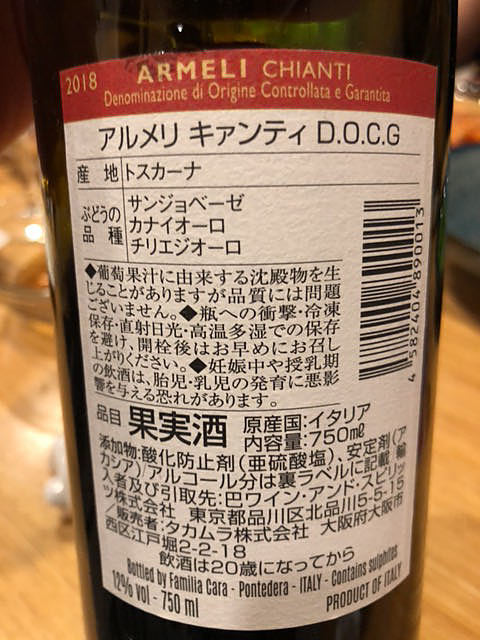 2018 ARMELI CHIANTI
Denominazione di Origine Controllata e Garantita
アルメリ キァンティ D.O.C.G
産 地 トスカーナ
ぶどうの品種 サンジョベーゼ
カナイオーロ
チリエジオーロ
◆葡萄果汁に由来する沈殿物を生
じることがありますが品質には問題
ございません。◆瓶への衝撃・冷凍
保存・直射日光・高温多湿での保存
を避け、開栓後はお早めにお召し
上がりください。◆妊娠中や授乳期
の飲酒は、胎児・乳児の発育に悪影
響を与える恐れがあります。
4 582404 890013
品目 果実酒 原産国:イタリア
内容量:750㎖
添加物:酸化防止剤(亜硫酸塩)、安定剤(ア
カシア)/アルコール分は裏ラベルに記載/輸
入者及び引取先:巴ワイン・アンド・スピリッ
ツ株式会社 東京都品川区北品川5-5-15
/販売者:タカムラ株式会社 大阪府大阪市
西区江戸堀2-2-18
飲酒は20歳になってから
Bottled by Familia Cara - Pontedera - ITALY - Contains sulphites
12% vol - 750 ml PRODUCT OF ITALY